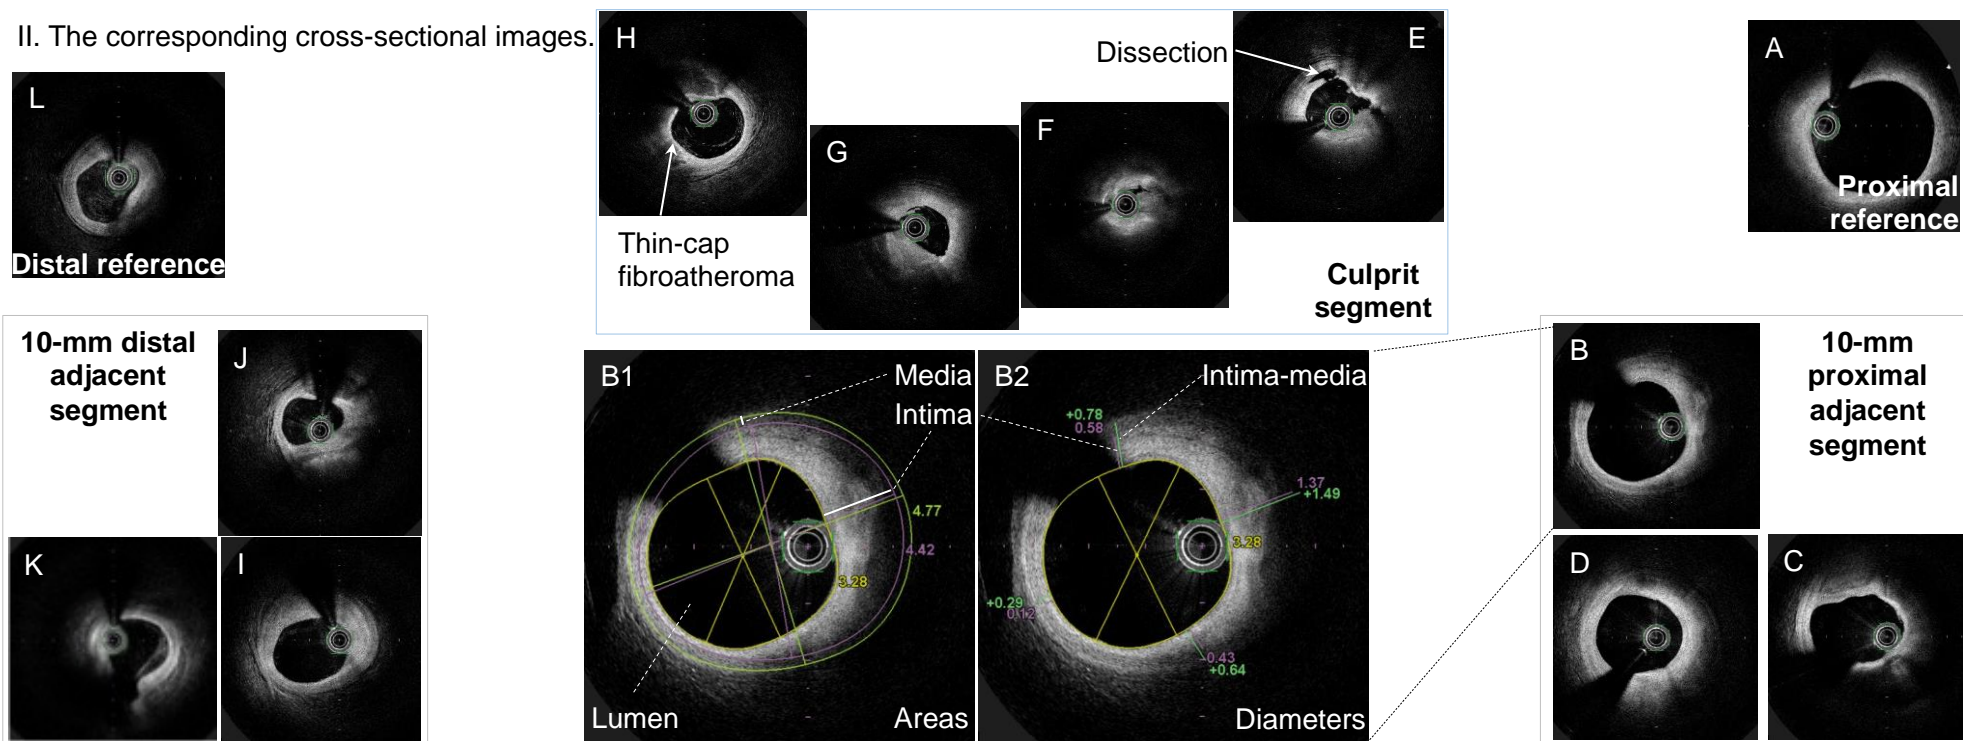 II. The corresponding cross-sectional images.
L
Distal reference
H
Thin-cap
fibroatheroma
G
F
Dissection
E
Culprit
segment
A
Proximal
reference
10-mm distal
adjacent
segment
J
K
I
B1
Media
Intima
4.77
4.42
3.28
Lumen
Areas
B2
Intima-media
+0.78
0.58
1.37
+1.49
3.28
+0.29
0.12
0.43
+0.64
Diameters
B
10-mm
proximal
adjacent
segment
D
C